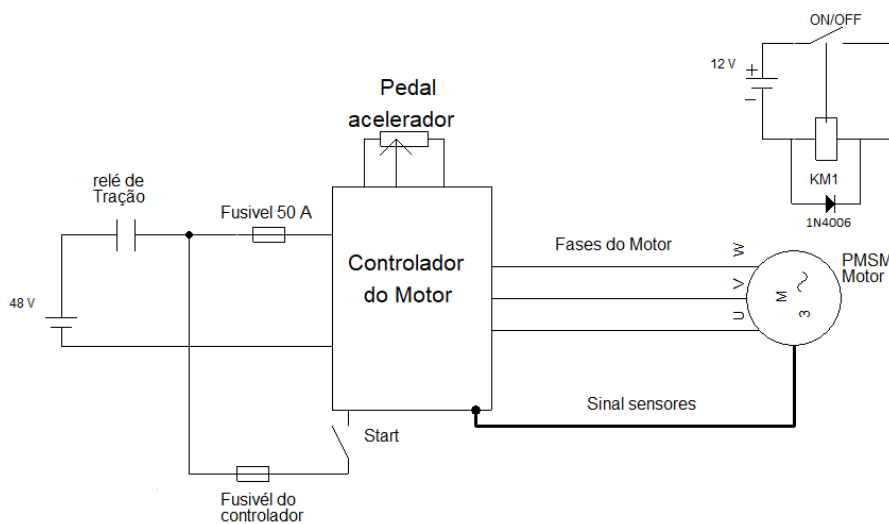 ON/OFF
12 V
+
Pedal
acelerador
relé de
Tração
Fusivel 50 A
KM1
1N4006
Controlador
do Motor
Fases do Motor
W
V
U
PMSM
Motor
M
3
48 V
Sinal sensores
Start
Fusivél do
controlador